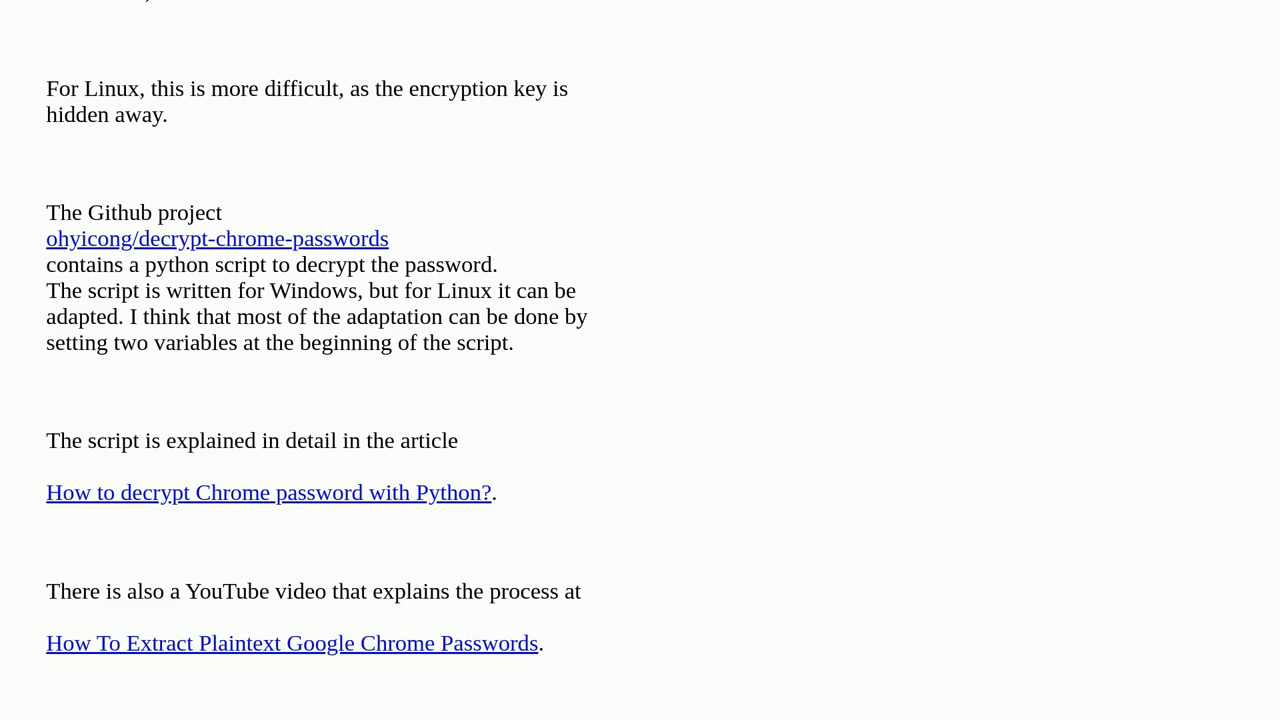 For Linux, this is more difficult, as the encryption key is
hidden away.
The Github project
ohyicong/decrypt-chrome-passwords
contains a python script to decrypt the password.
The script is written for Windows, but for Linux it can be
adapted. I think that most of the adaptation can be done by
setting two variables at the beginning of the script.
The script is explained in detail in the article
How to decrypt Chrome password with Python?.
There is also a YouTube video that explains the process at
How To Extract Plaintext Google Chrome Passwords.